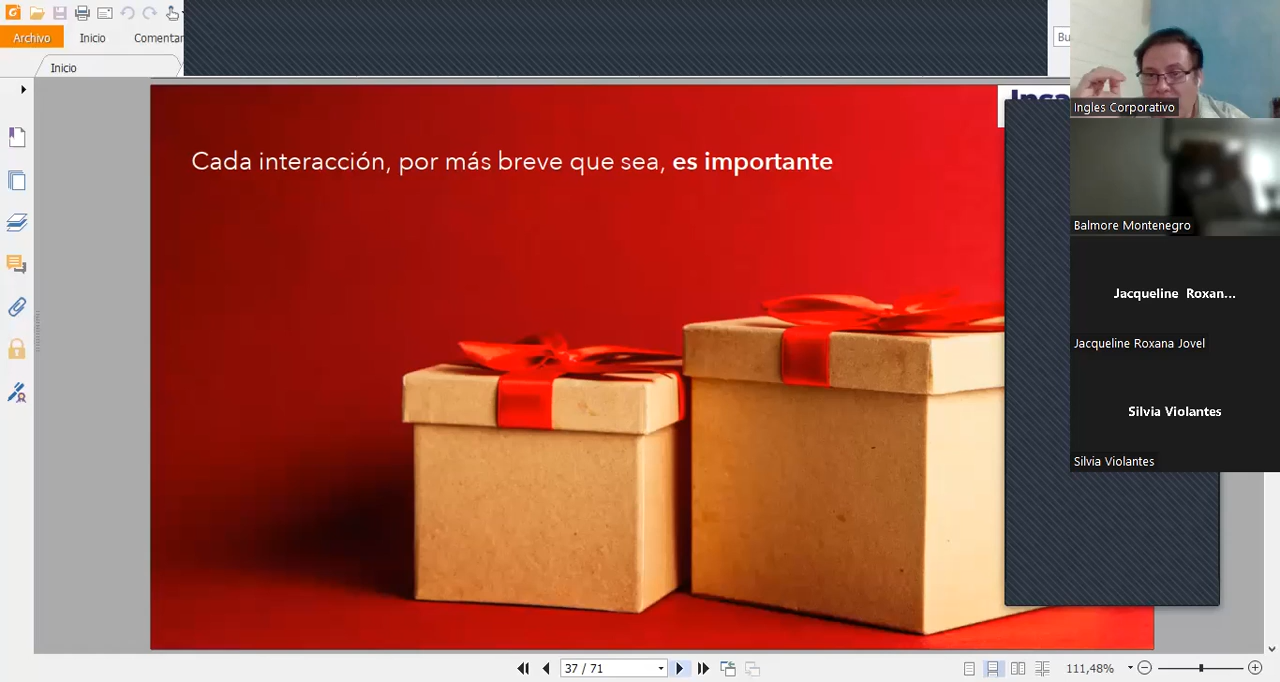 Archivo Inicio Comentar
Inicio
Cada interacción, por más breve que sea, es importante
Ingles Corporativo
Balmore Montenegro
Jacqueline Roxan...
Jacqueline Roxana Jovel
Silvia Violantes
Silvia Violantes
37 / 71
111,48%